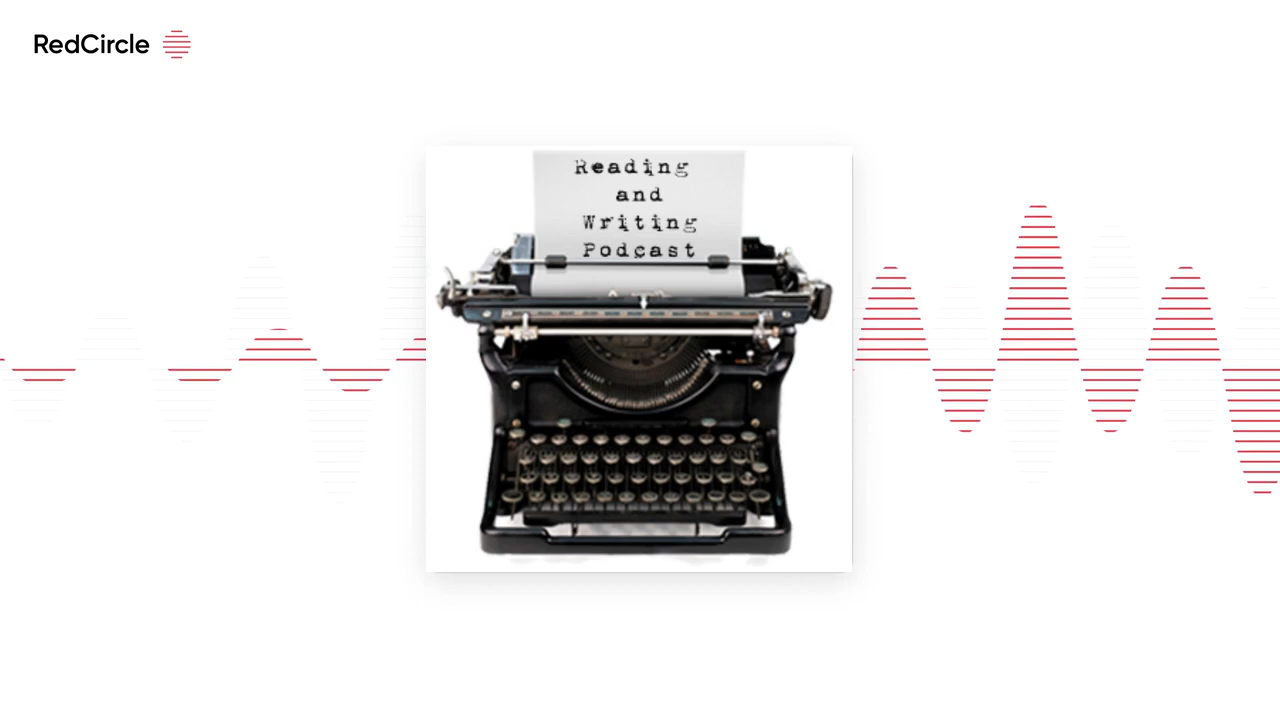 RedCircle
Reading
and
Writing
Podcast